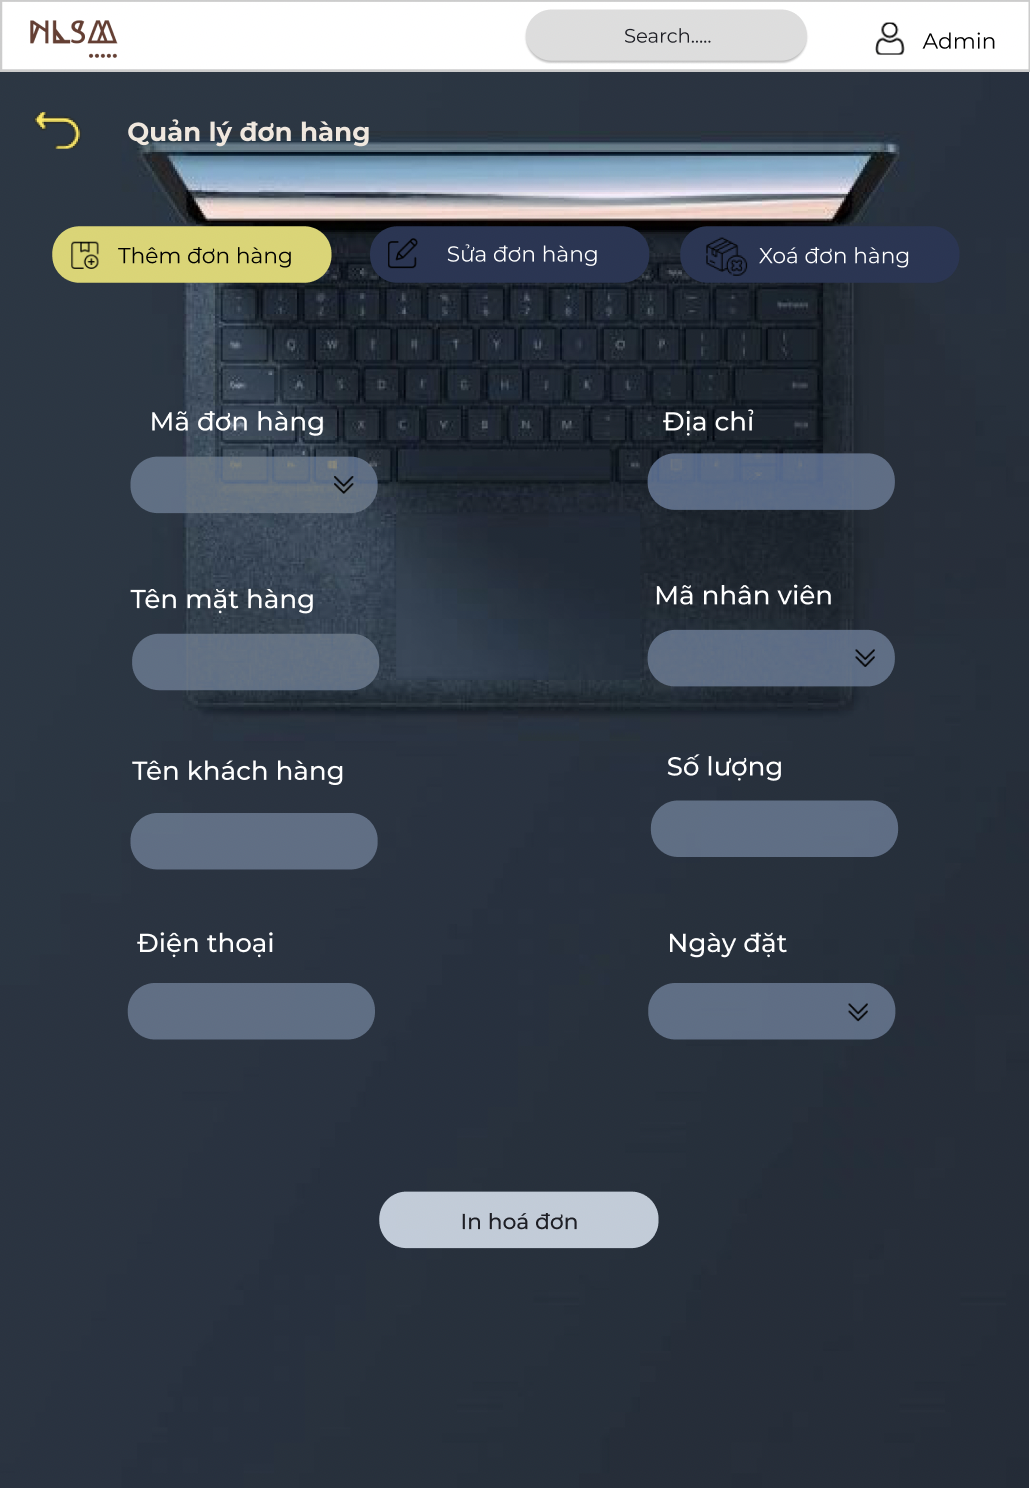 NLSM
Search.....
Admin
Quản lý đơn hàng
Thêm đơn hàng
Sửa đơn hàng
Xoá đơn hàng
Mã đơn hàng
Địa chỉ
Tên mặt hàng
Mã nhân viên
Tên khách hàng
Số lượng
Điện thoại
Ngày đặt
In hoá đơn